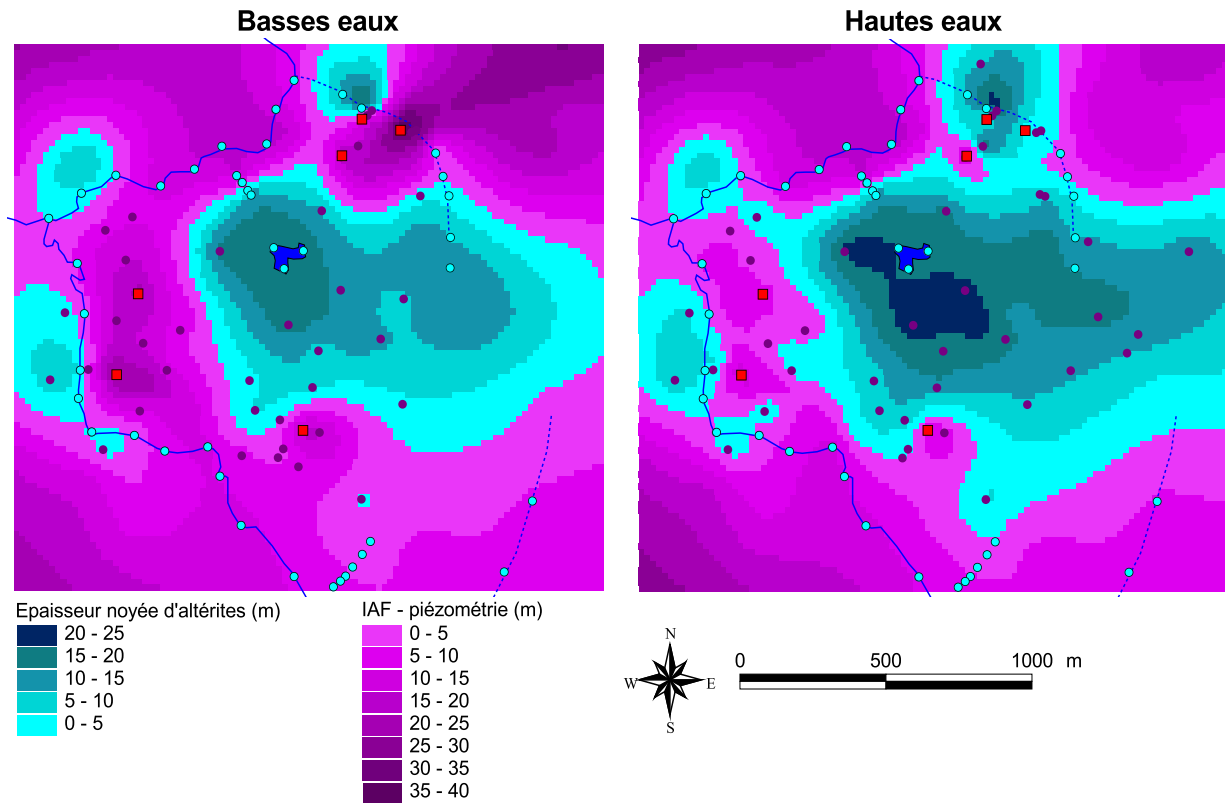 Basses eaux
Hautes eaux
Epaisseur noyée d'altérites (m)
20 - 25
15 - 20
10 - 15
5 - 10
0 - 5
IAF - piézométrie (m)
0 - 5
5 - 10
10 - 15
15 - 20
20 - 25
25 - 30
30 - 35
35 - 40
N
W E
S
0 500 1000 m